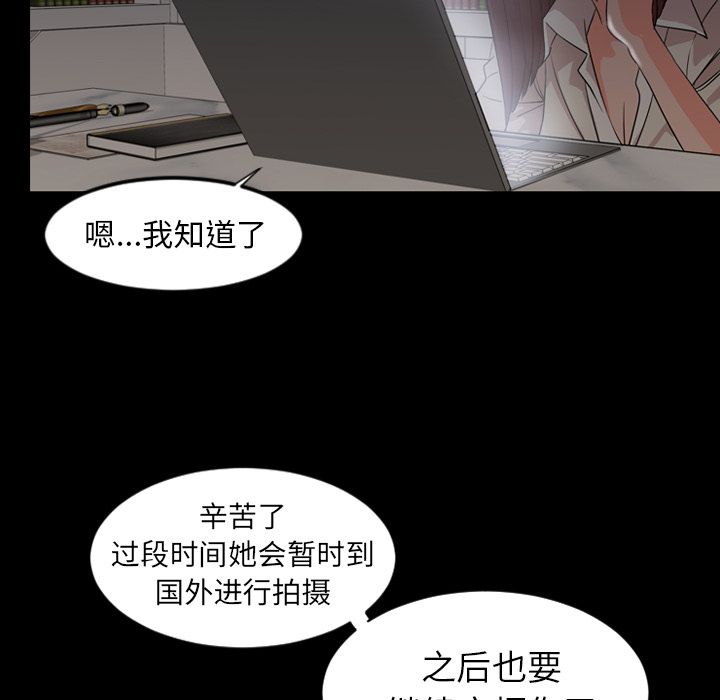 嗯...我知道了
辛苦了
过段时间她会暂时到
国外进行拍摄
之后也要